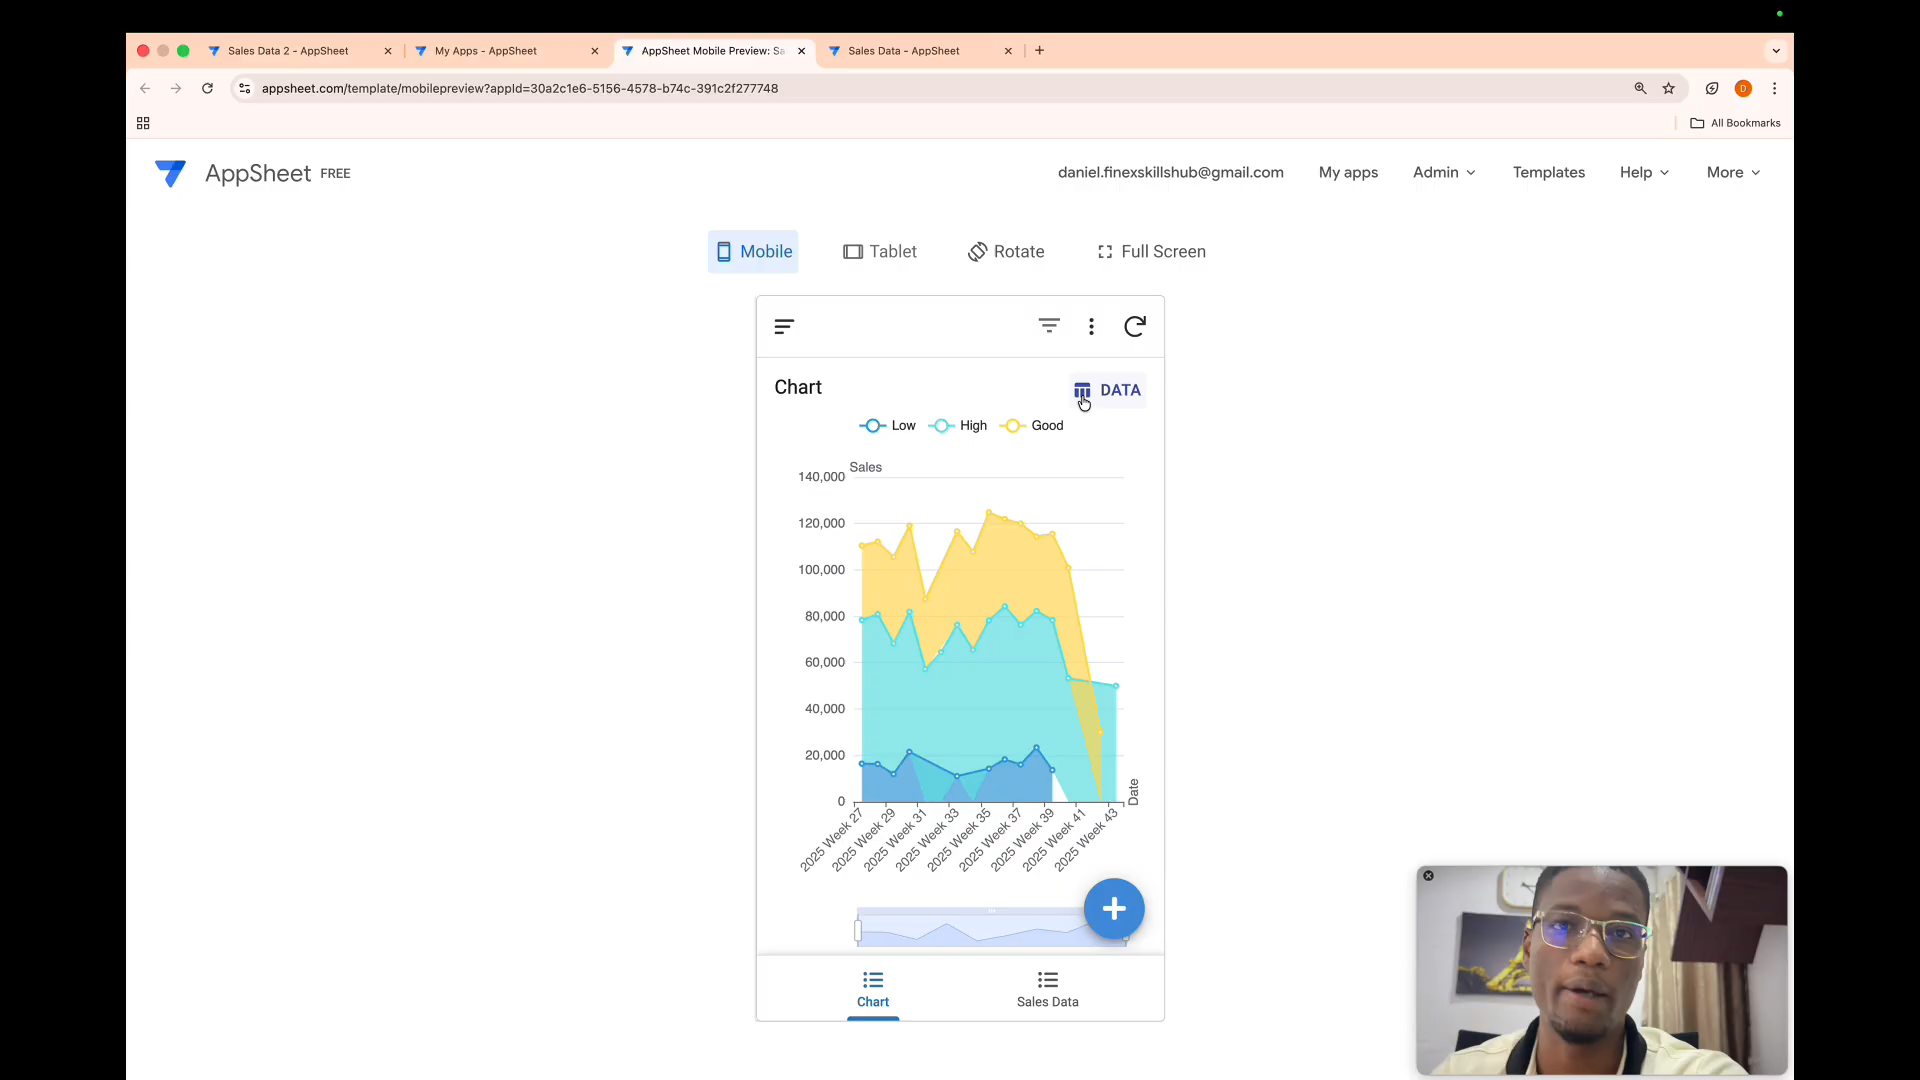 Sales Data 2 - AppSheet
My Apps - AppSheet
AppSheet Mobile Preview: Sa
Sales Data - AppSheet
appsheet.com/template/mobilepreview?appId=30a2c1e6-5156-4578-b74c-391c2f277748
D
All Bookmarks
AppSheet FREE
daniel.finexskillshub@gmail.com
My apps
Admin
Templates
Help
More
Mobile
Tablet
Rotate
Full Screen
Chart
DATA
Low
High
Good
Sales
140,000
120,000
100,000
80,000
60,000
40,000
20,000
0
Date
2025 Week 27
2025 Week 29
2025 Week 31
2025 Week 33
2025 Week 35
2025 Week 37
2025 Week 39
2025 Week 41
2025 Week 43
Chart
Sales Data